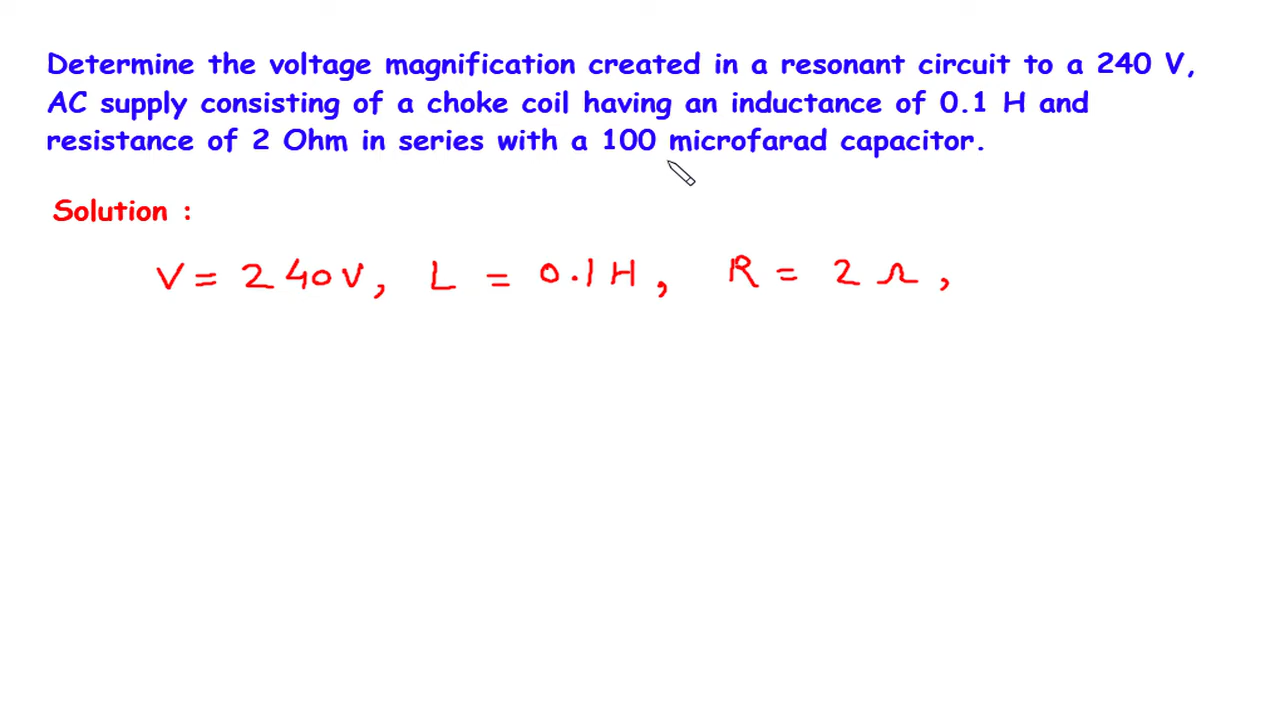 Determine the voltage magnification created in a resonant circuit to a 240 V,
AC supply consisting of a choke coil having an inductance of 0.1 H and
resistance of 2 Ohm in series with a 100 microfarad capacitor.
Solution :
V = 240V, L = 0.1 H, R = 2 Ω,